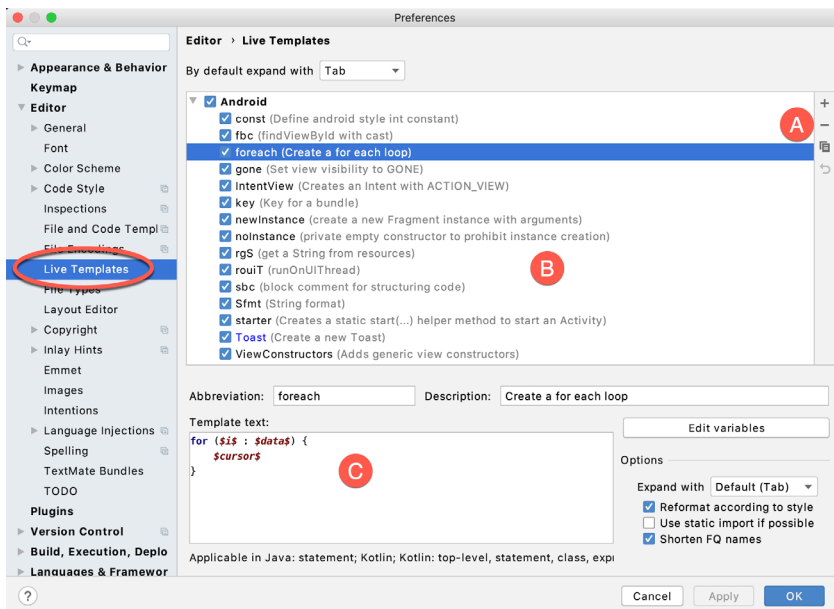 Preferences
Appearance & Behavior
Keymap
Editor
General
Font
Color Scheme
Code Style
Inspections
File and Code Templ
File Encodings
Live Templates
File Types
Layout Editor
Copyright
Inlay Hints
Emmet
Images
Intentions
Language Injections
Spelling
TextMate Bundles
TODO
Plugins
Version Control
Build, Execution, Deplo
Languages & Framewor
?
Editor › Live Templates
By default expand with Tab
Android
const (Define android style int constant)
fbc (findViewById with cast)
foreach (Create a for each loop)
gone (Set view visibility to GONE)
IntentView (Creates an Intent with ACTION_VIEW)
key (Key for a bundle)
newInstance (create a new Fragment instance with arguments)
noInstance (private empty constructor to prohibit instance creation)
rgS (get a String from resources)
rouiT (runOnUIThread)
sbc (block comment for structuring code)
Sfmt (String format)
starter (Creates a static start(...) helper method to start an Activity)
Toast (Create a new Toast)
ViewConstructors (Adds generic view constructors)
A
B
Abbreviation: foreach Description: Create a for each loop
Template text:
for ($i$ : $data$) {
$cursor$
}
C
Edit variables
Options
Expand with Default (Tab)
Reformat according to style
Use static import if possible
Shorten FQ names
Applicable in Java: statement; Kotlin; Kotlin: top-level, statement, class, expr
Cancel Apply OK